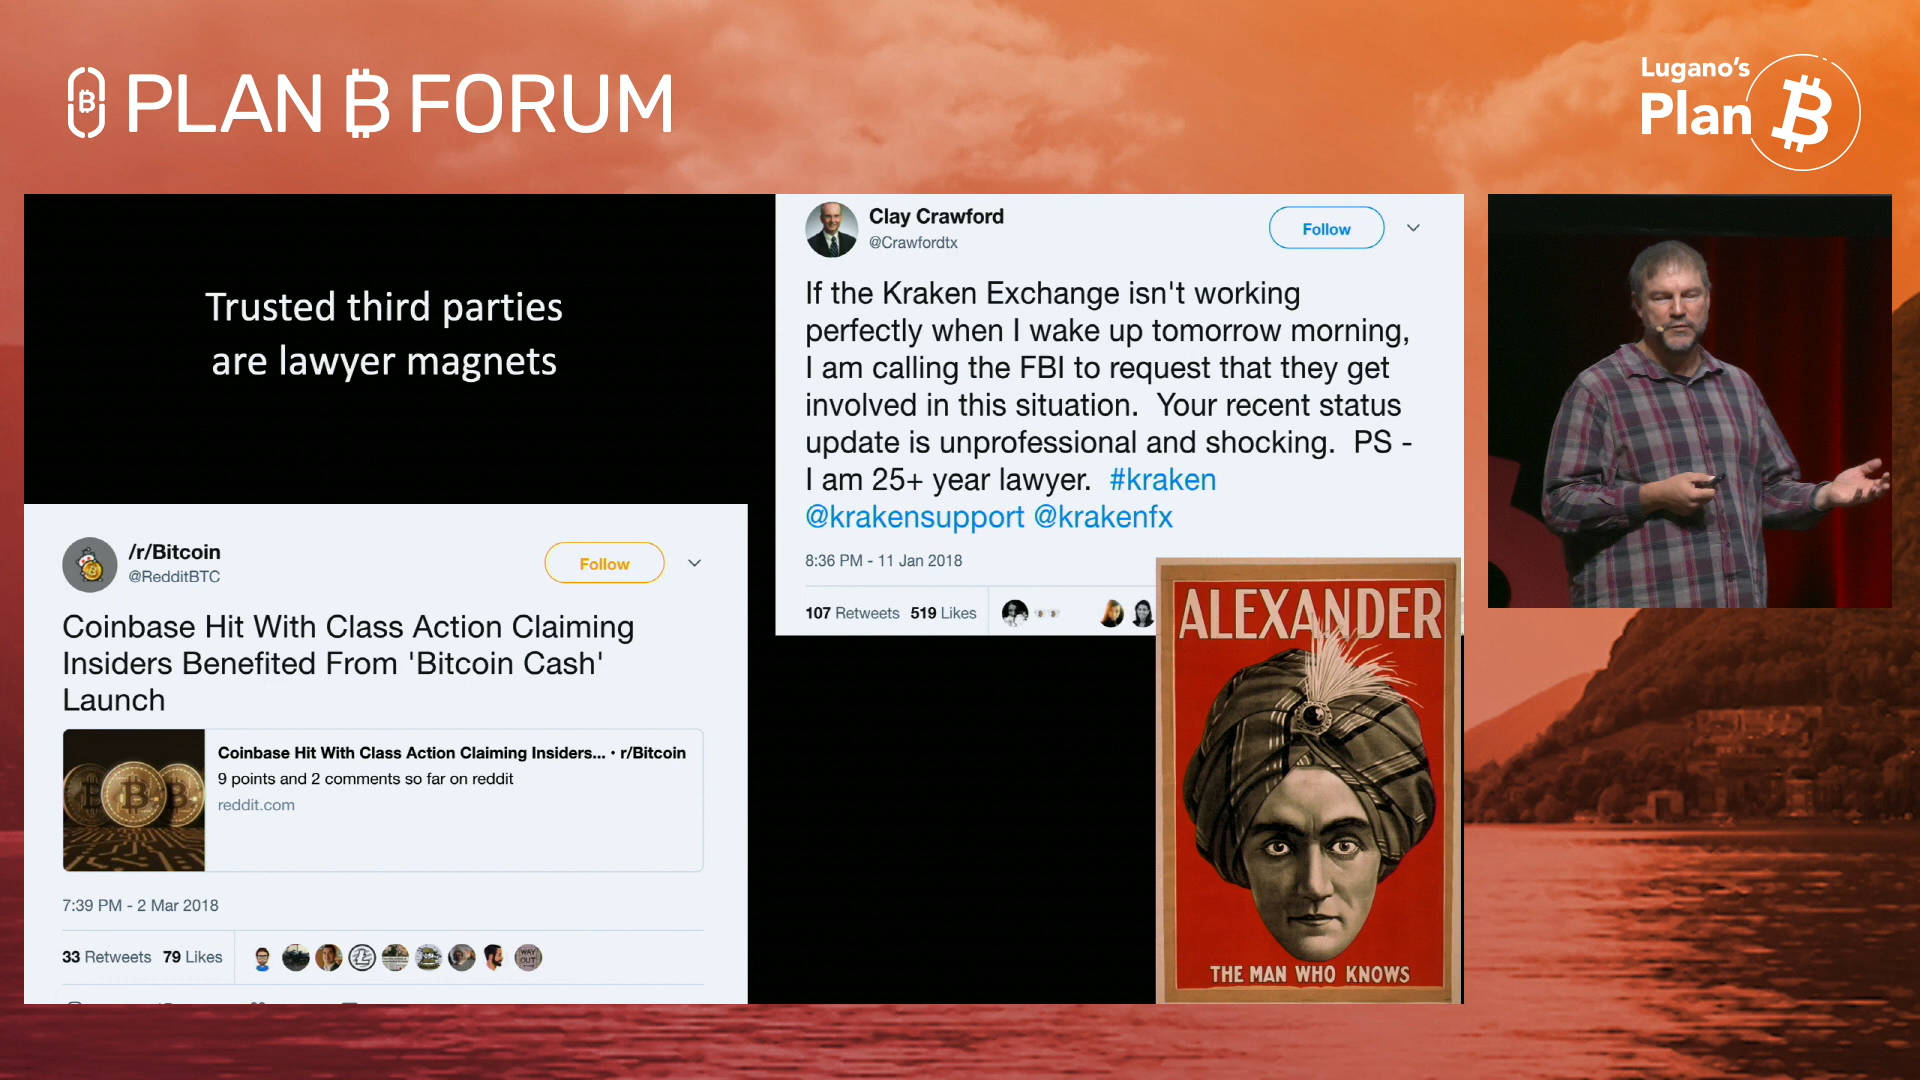 PLAN ₿ FORUM
Lugano's
Plan ₿
Trusted third parties
are lawyer magnets
Clay Crawford
@Crawfordtx
Follow
If the Kraken Exchange isn't working
perfectly when I wake up tomorrow morning,
I am calling the FBI to request that they get
involved in this situation.  Your recent status
update is unprofessional and shocking.  PS -
I am 25+ year lawyer.  #kraken
@krakensupport @krakenfx
8:36 PM - 11 Jan 2018
107 Retweets 519 Likes
/r/Bitcoin
@RedditBTC
Follow
Coinbase Hit With Class Action Claiming
Insiders Benefited From 'Bitcoin Cash'
Launch
Coinbase Hit With Class Action Claiming Insiders... • r/Bitcoin
9 points and 2 comments so far on reddit
reddit.com
7:39 PM - 2 Mar 2018
33 Retweets 79 Likes
WAY
OUT
ALEXANDER
THE MAN WHO KNOWS